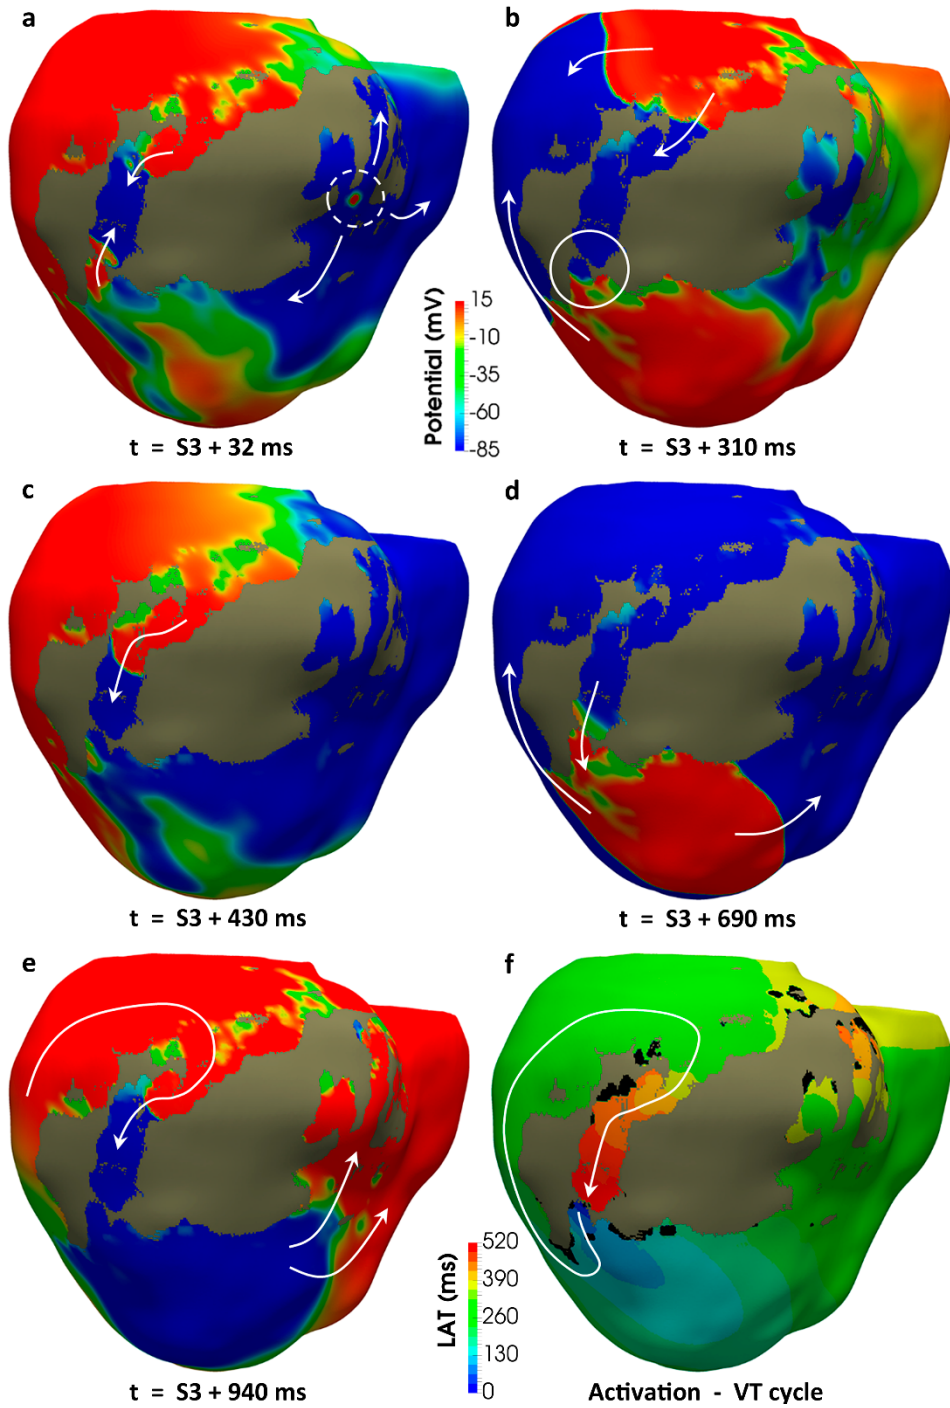 a
b
Potential (mV)
15
-10
-35
-60
-85
t = S3 + 32 ms
t = S3 + 310 ms
c
d
t = S3 + 430 ms
t = S3 + 690 ms
e
f
LAT (ms)
520
390
260
130
0
t = S3 + 940 ms
Activation - VT cycle